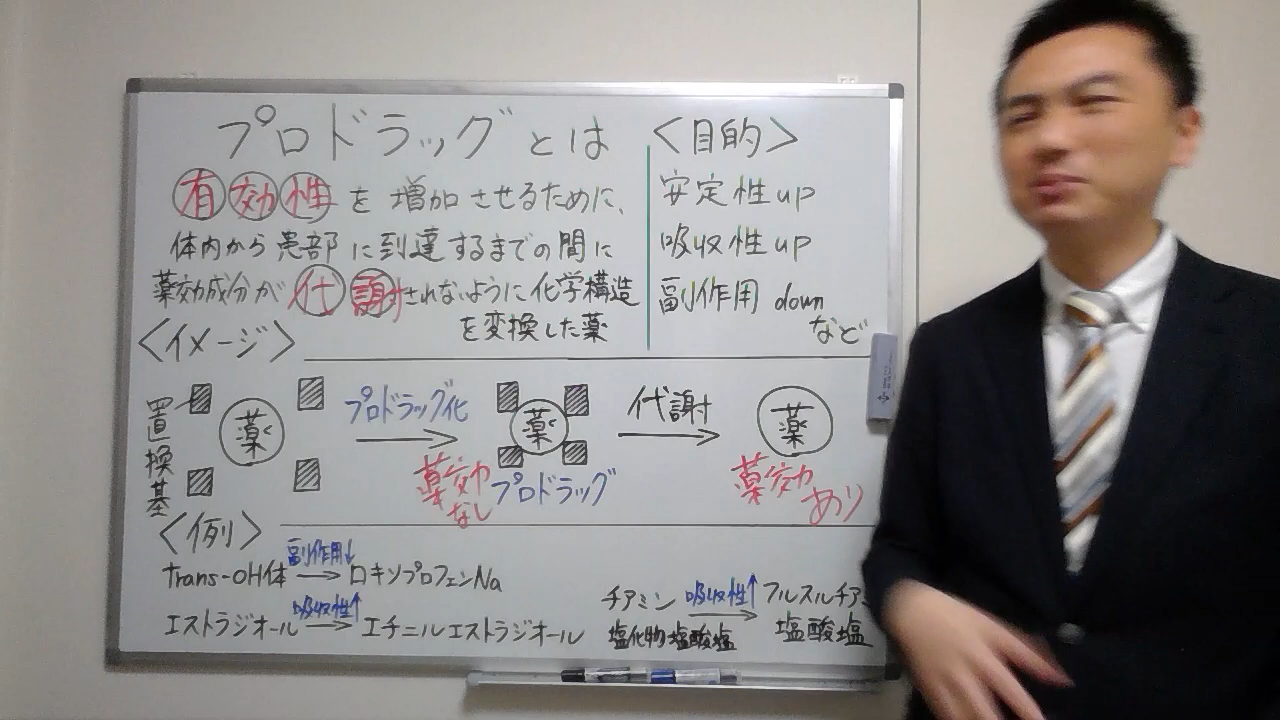 プロドラッグとは
有効性を増加させるために、
体内から患部に到達するまでの間に
薬効成分が代謝されないように化学構造
を変換した薬
＜目的＞
安定性up
吸収性up
副作用down
など
＜イメージ＞
置換基
薬
プロドラッグ化
薬
薬効
なし
プロドラッグ
代謝
薬
薬効
あり
＜例＞
副作用↓
trans-OH体→ロキソプロフェンNa
吸収性↑
エストラジオール→エチニルエストラジオール
吸収性↑
チアミン→フルスルチアミ
塩化物塩酸塩 塩酸塩